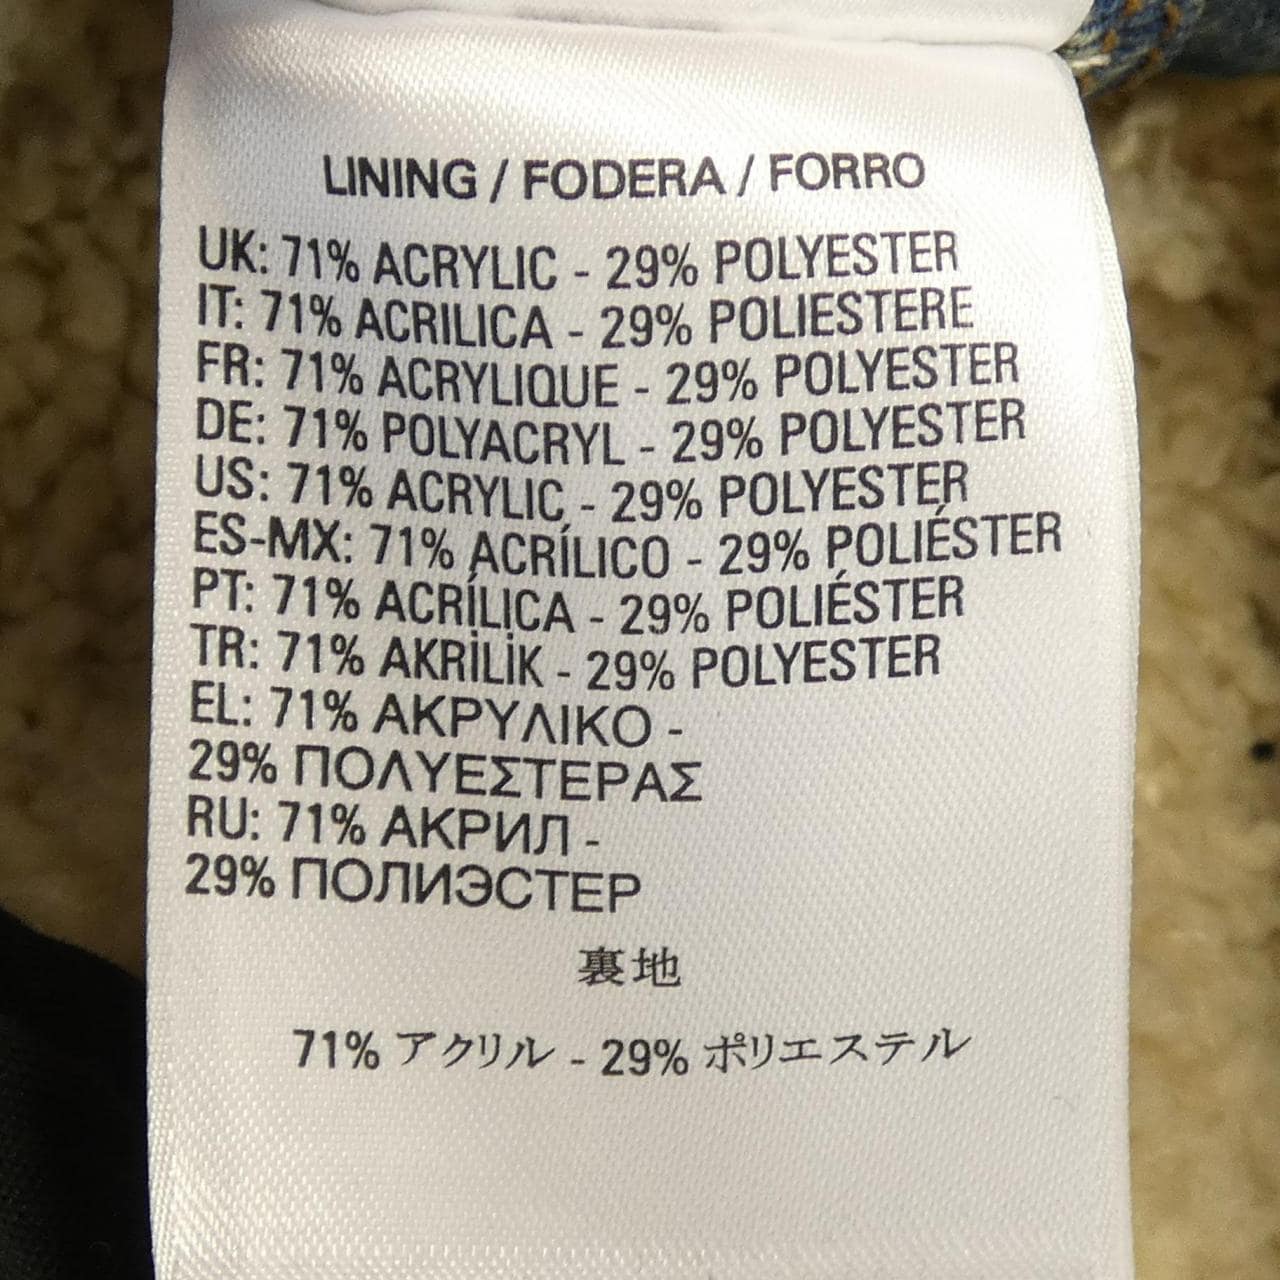 LINING / FODERA / FORRO
UK: 71% ACRYLIC - 29% POLYESTER
IT: 71% ACRILICA - 29% POLIESTERE
FR: 71% ACRYLIQUE - 29% POLYESTER
DE: 71% POLYACRYL - 29% POLYESTER
US: 71% ACRYLIC - 29% POLYESTER
ES-MX: 71% ACRÍLICO - 29% POLIÉSTER
PT: 71% ACRÍLICA - 29% POLIÉSTER
TR: 71% AKRİLİK - 29% POLYESTER
EL: 71% ΑΚΡΥΛΙΚΟ -
29% ΠΟΛΥΕΣΤΕΡΑΣ
RU: 71% АКРИЛ -
29% ПОЛИЭСТЕР
裏地
71% アクリル - 29% ポリエステル